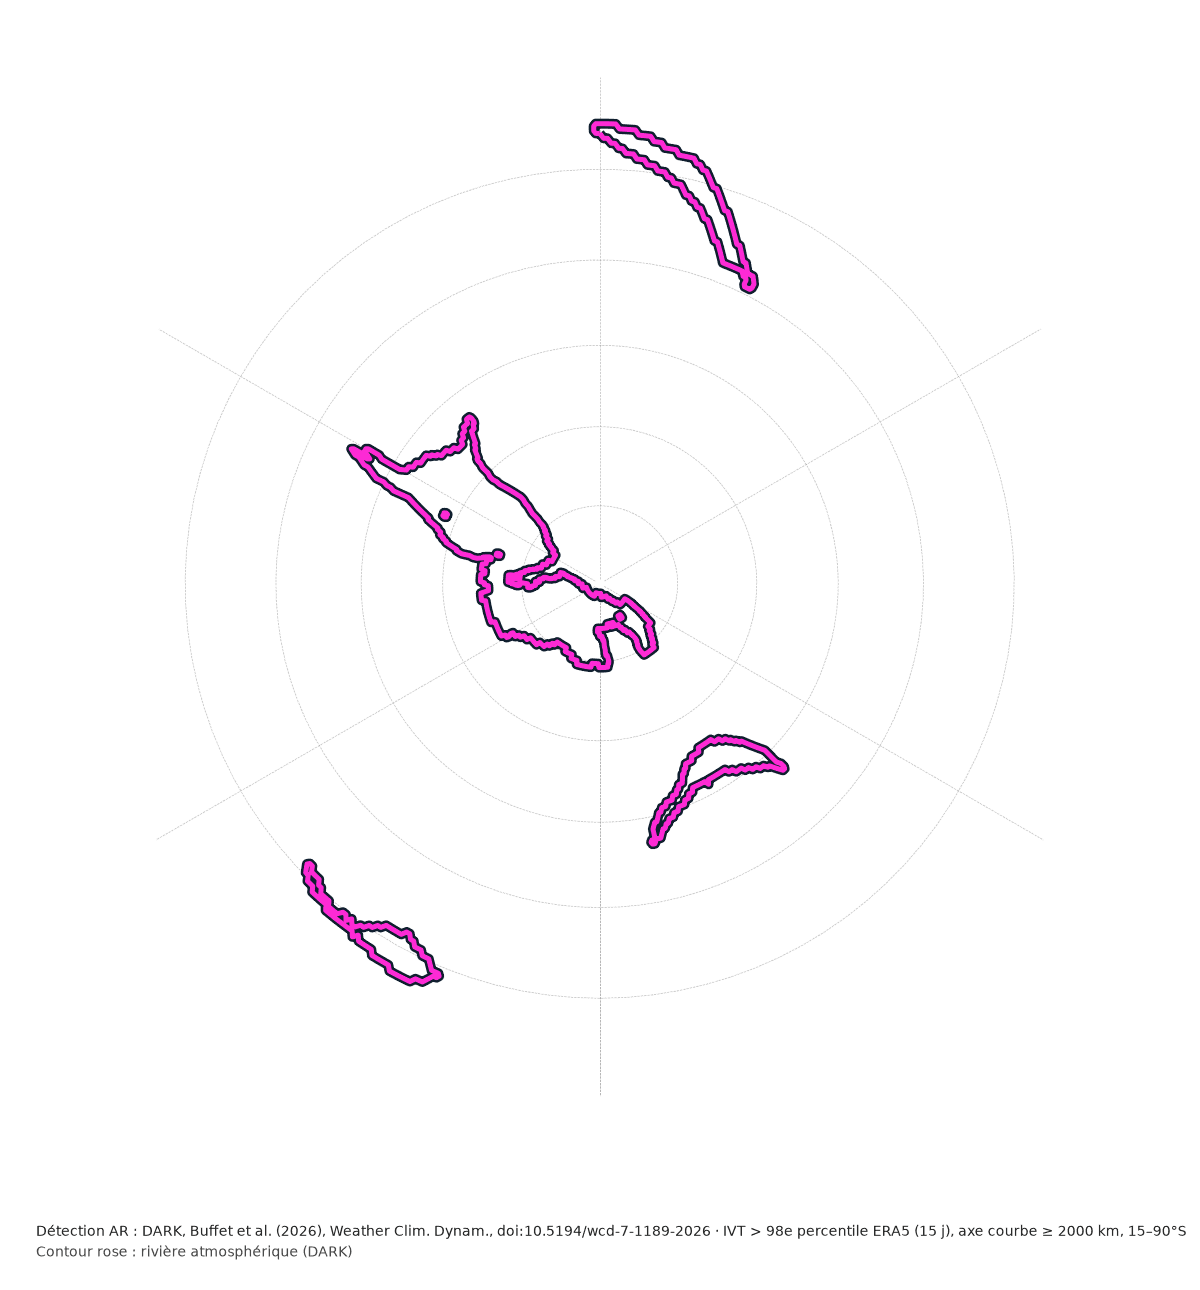 Détection AR : DARK, Buffet et al. (2026), Weather Clim. Dynam., doi:10.5194/wcd-7-1189-2026 · IVT > 98e percentile ERA5 (15 j), axe courbe ≥ 2000 km, 15–90°S
Contour rose : rivière atmosphérique (DARK)